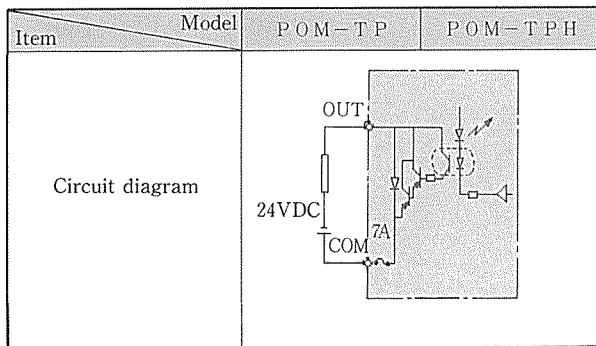 Model
Item
POM-TP
POM-TPH
Circuit diagram
OUT
24VDC
7A
COM